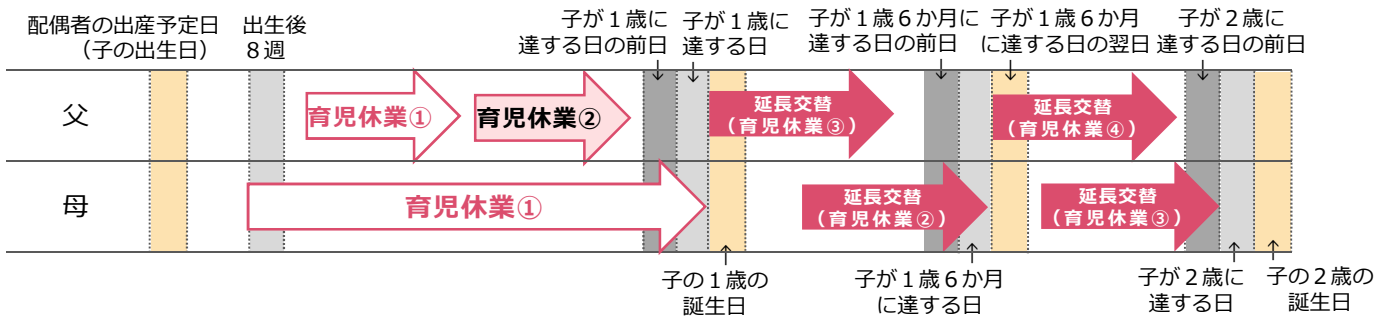 配偶者の出産予定日
（子の出生日）
出生後
８週
子が１歳に
達する日の前日
子が１歳に
達する日
子が１歳６か月に
達する日の前日
子が１歳６か月
に達する日の翌日
子が２歳に
達する日の前日
父
育児休業①
育児休業②
延長交替
（育児休業③）
延長交替
（育児休業④）
母
育児休業①
延長交替
（育児休業②）
延長交替
（育児休業③）
子の１歳の
誕生日
子が１歳６か月
に達する日
子が２歳に
達する日
子の２歳の
誕生日